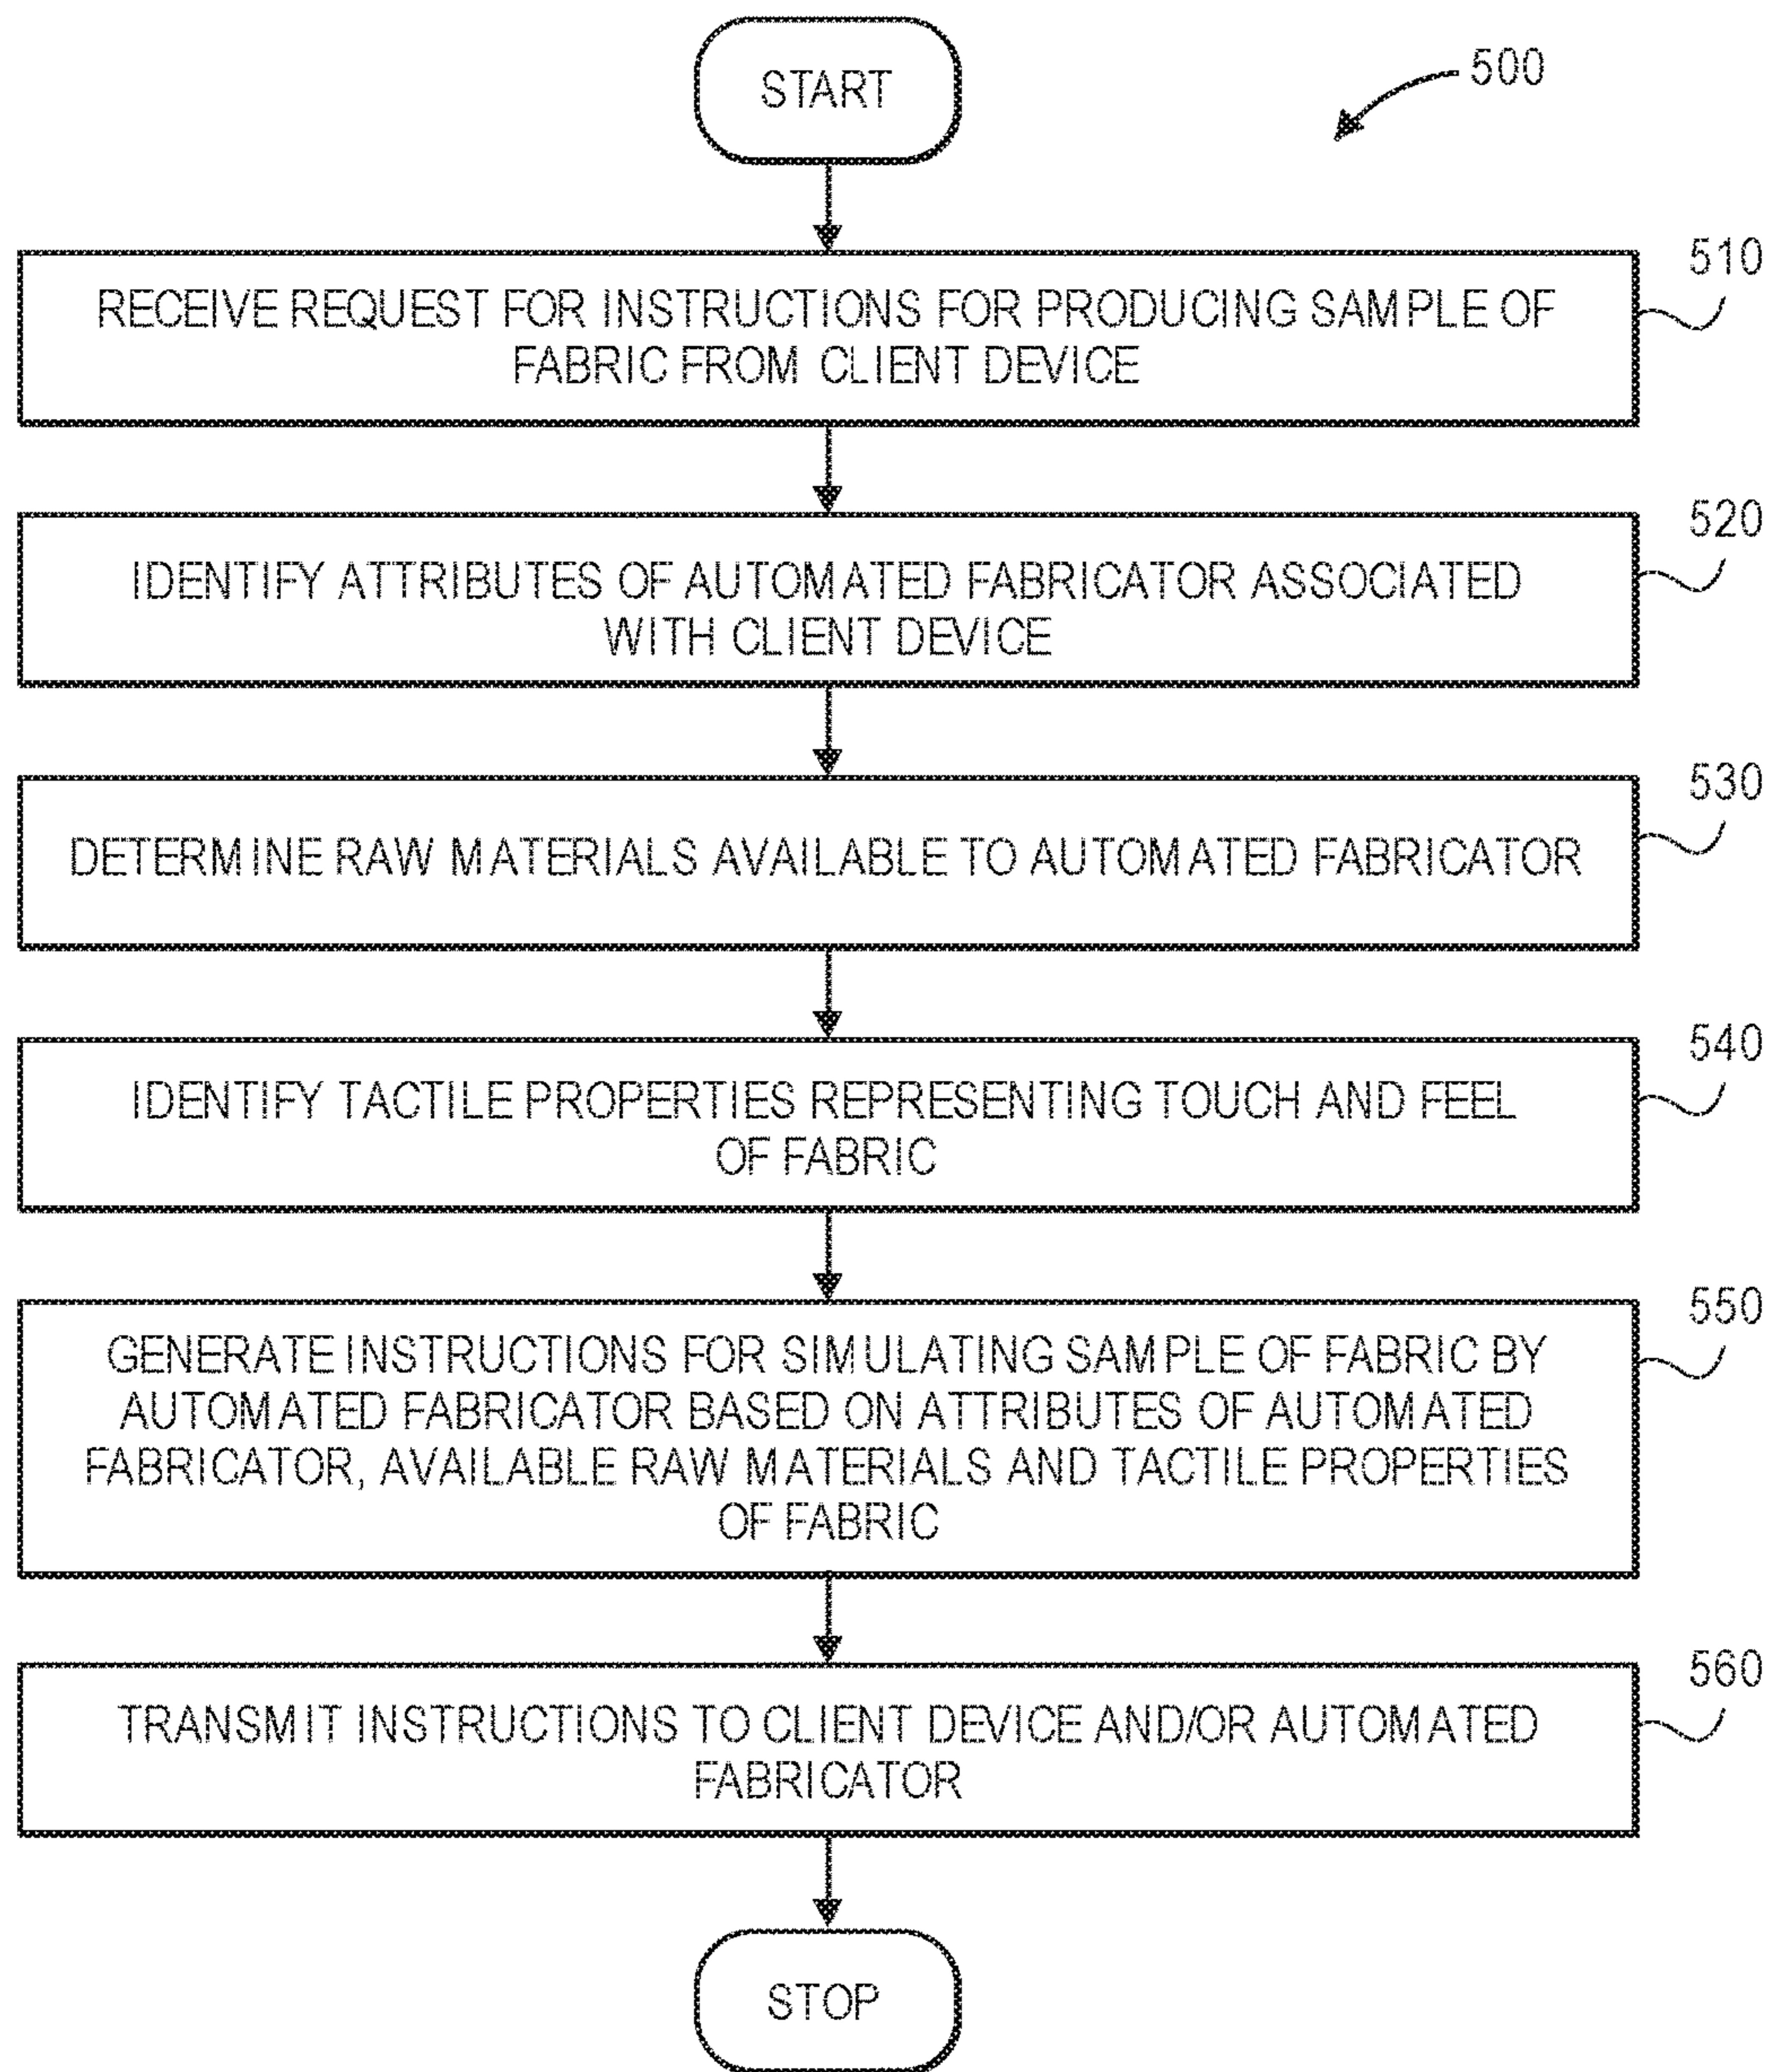 START
500
510
RECEIVE REQUEST FOR INSTRUCTIONS FOR PRODUCING SAMPLE OF
FABRIC FROM CLIENT DEVICE
520
IDENTIFY ATTRIBUTES OF AUTOMATED FABRICATOR ASSOCIATED
WITH CLIENT DEVICE
530
DETERMINE RAW MATERIALS AVAILABLE TO AUTOMATED FABRICATOR
540
IDENTIFY TACTILE PROPERTIES REPRESENTING TOUCH AND FEEL
OF FABRIC
550
GENERATE INSTRUCTIONS FOR SIMULATING SAMPLE OF FABRIC BY
AUTOMATED FABRICATOR BASED ON ATTRIBUTES OF AUTOMATED
FABRICATOR, AVAILABLE RAW MATERIALS AND TACTILE PROPERTIES
OF FABRIC
560
TRANSMIT INSTRUCTIONS TO CLIENT DEVICE AND/OR AUTOMATED
FABRICATOR
STOP